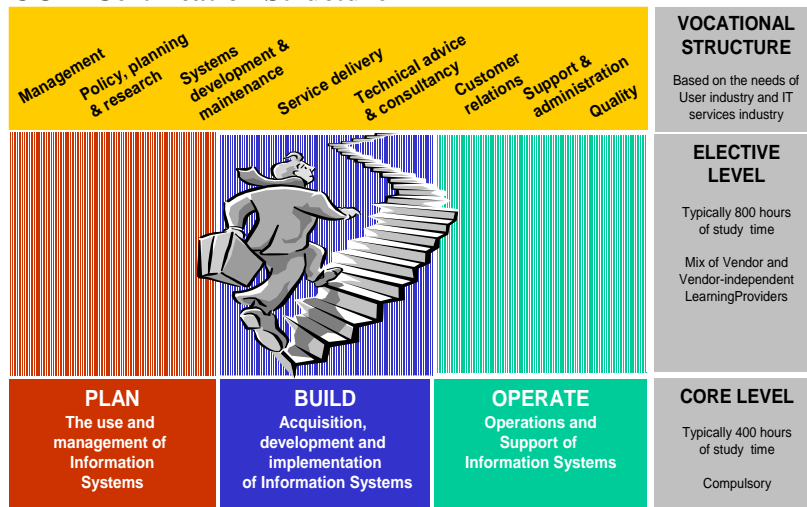 Management
Policy, planning
& research
Systems
development &
maintenance
Service delivery
Technical advice
& consultancy
Customer
relations
Support &
administration
Quality
VOCATIONAL
STRUCTURE
Based on the needs of
User industry and IT
services industry
ELECTIVE
LEVEL
Typically 800 hours
of study time
Mix of Vendor and
Vendor-independent
LearningProviders
PLAN
The use and
management of
Information
Systems
BUILD
Acquisition,
development and
implementation
of Information Systems
OPERATE
Operations and
Support of
Information Systems
CORE LEVEL
Typically 400 hours
of study time
Compulsory